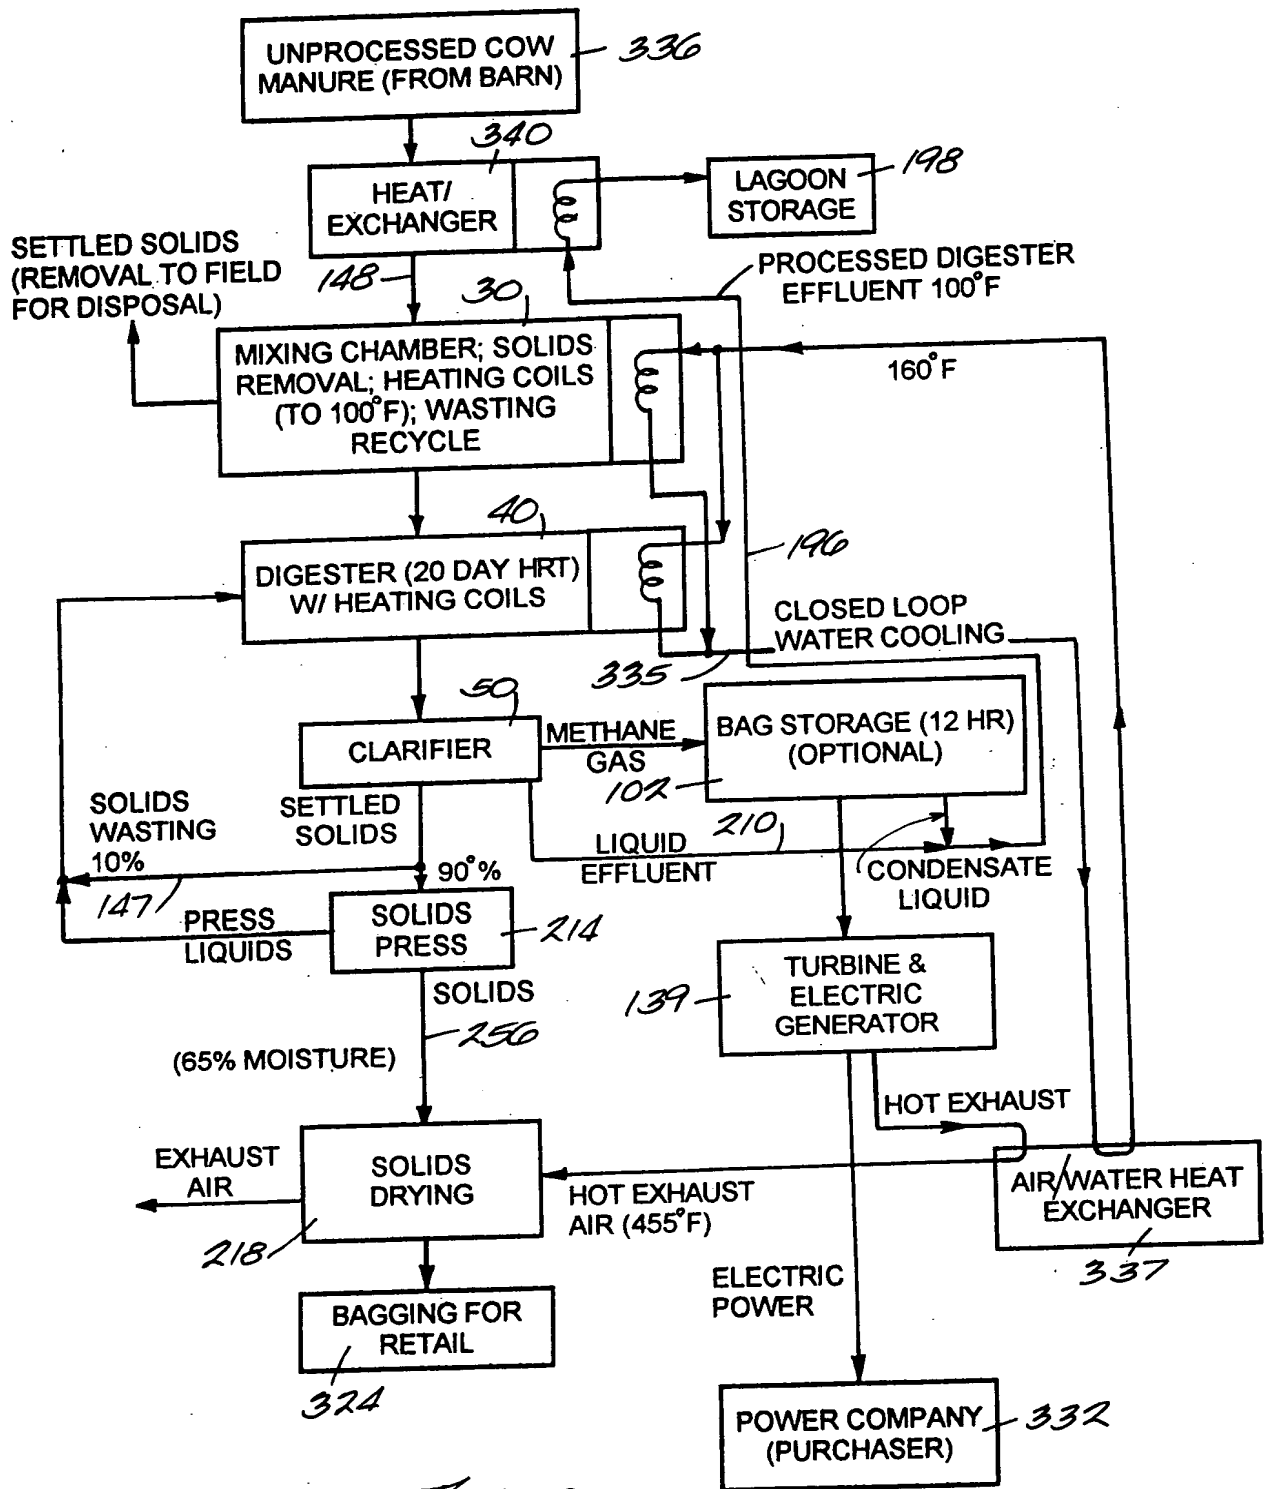 UNPROCESSED COW
MANURE (FROM BARN)
336
340
HEAT/
EXCHANGER
LAGOON
STORAGE
198
SETTLED SOLIDS
(REMOVAL TO FIELD
FOR DISPOSAL)
148
PROCESSED DIGESTER
EFFLUENT 100°F
30
MIXING CHAMBER; SOLIDS
REMOVAL; HEATING COILS
(TO 100°F); WASTING
RECYCLE
160°F
40
DIGESTER (20 DAY HRT)
W/ HEATING COILS
196
CLOSED LOOP
WATER COOLING
335
50
CLARIFIER
METHANE
GAS
BAG STORAGE (12 HR)
(OPTIONAL)
102
SOLIDS
WASTING
10%
SETTLED
SOLIDS
210
LIQUID
EFFLUENT
CONDENSATE
LIQUID
90°%
147
PRESS
LIQUIDS
SOLIDS
PRESS
214
SOLIDS
256
(65% MOISTURE)
139
TURBINE &
ELECTRIC
GENERATOR
HOT EXHAUST
EXHAUST
AIR
SOLIDS
DRYING
218
HOT EXHAUST
AIR (455°F)
AIR/WATER HEAT
EXCHANGER
337
BAGGING FOR
RETAIL
324
ELECTRIC
POWER
POWER COMPANY
(PURCHASER)
332